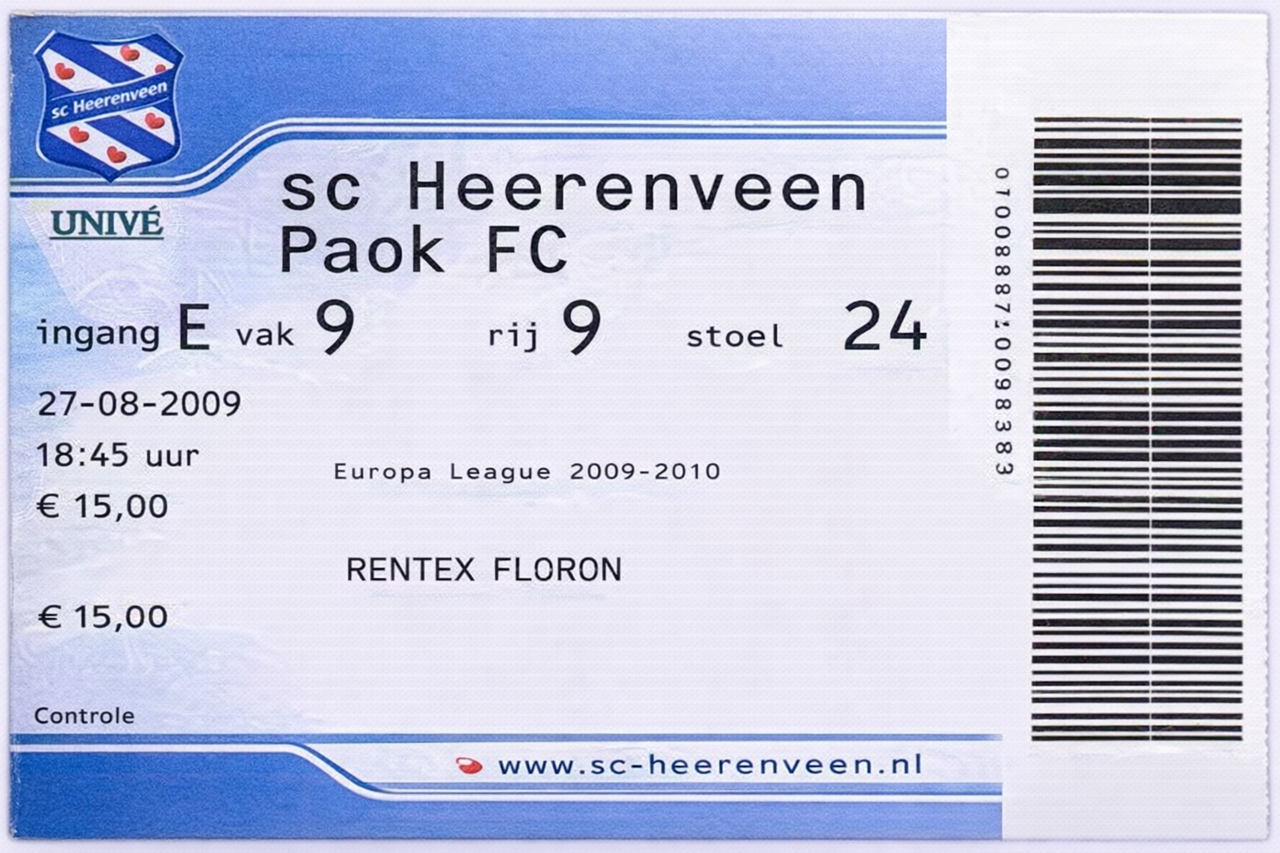 sc Heerenveen
UNIVÉ
sc Heerenveen
Paok FC
ingang E vak 9 rij 9 stoel 24
27-08-2009
18:45 uur
Europa League 2009-2010
€ 15,00
RENTEX FLORON
€ 15,00
Controle
www.sc-heerenveen.nl